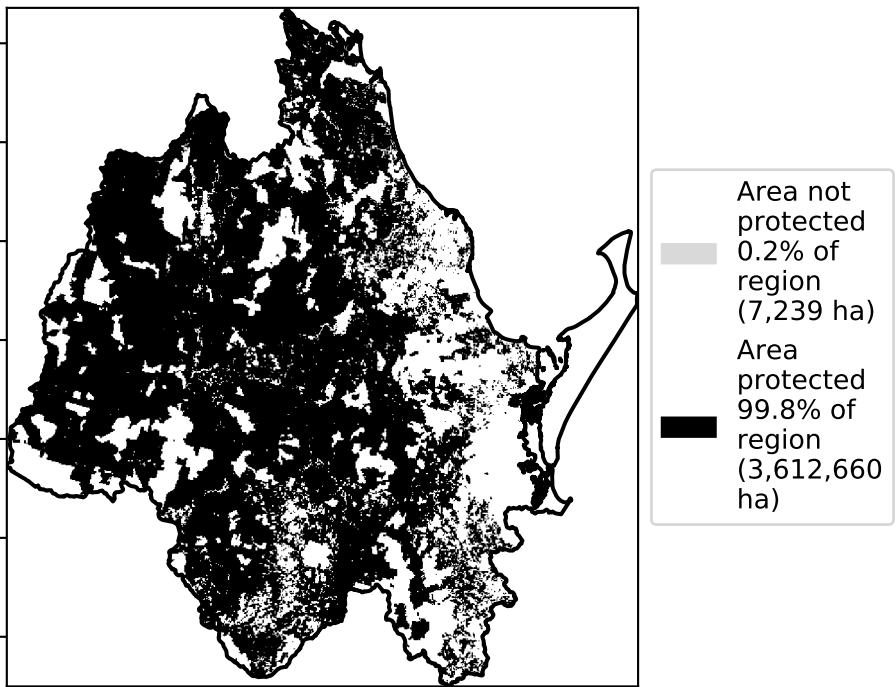 Area not
protected
0.2% of
region
(7,239 ha)
Area
protected
99.8% of
region
(3,612,660
ha)